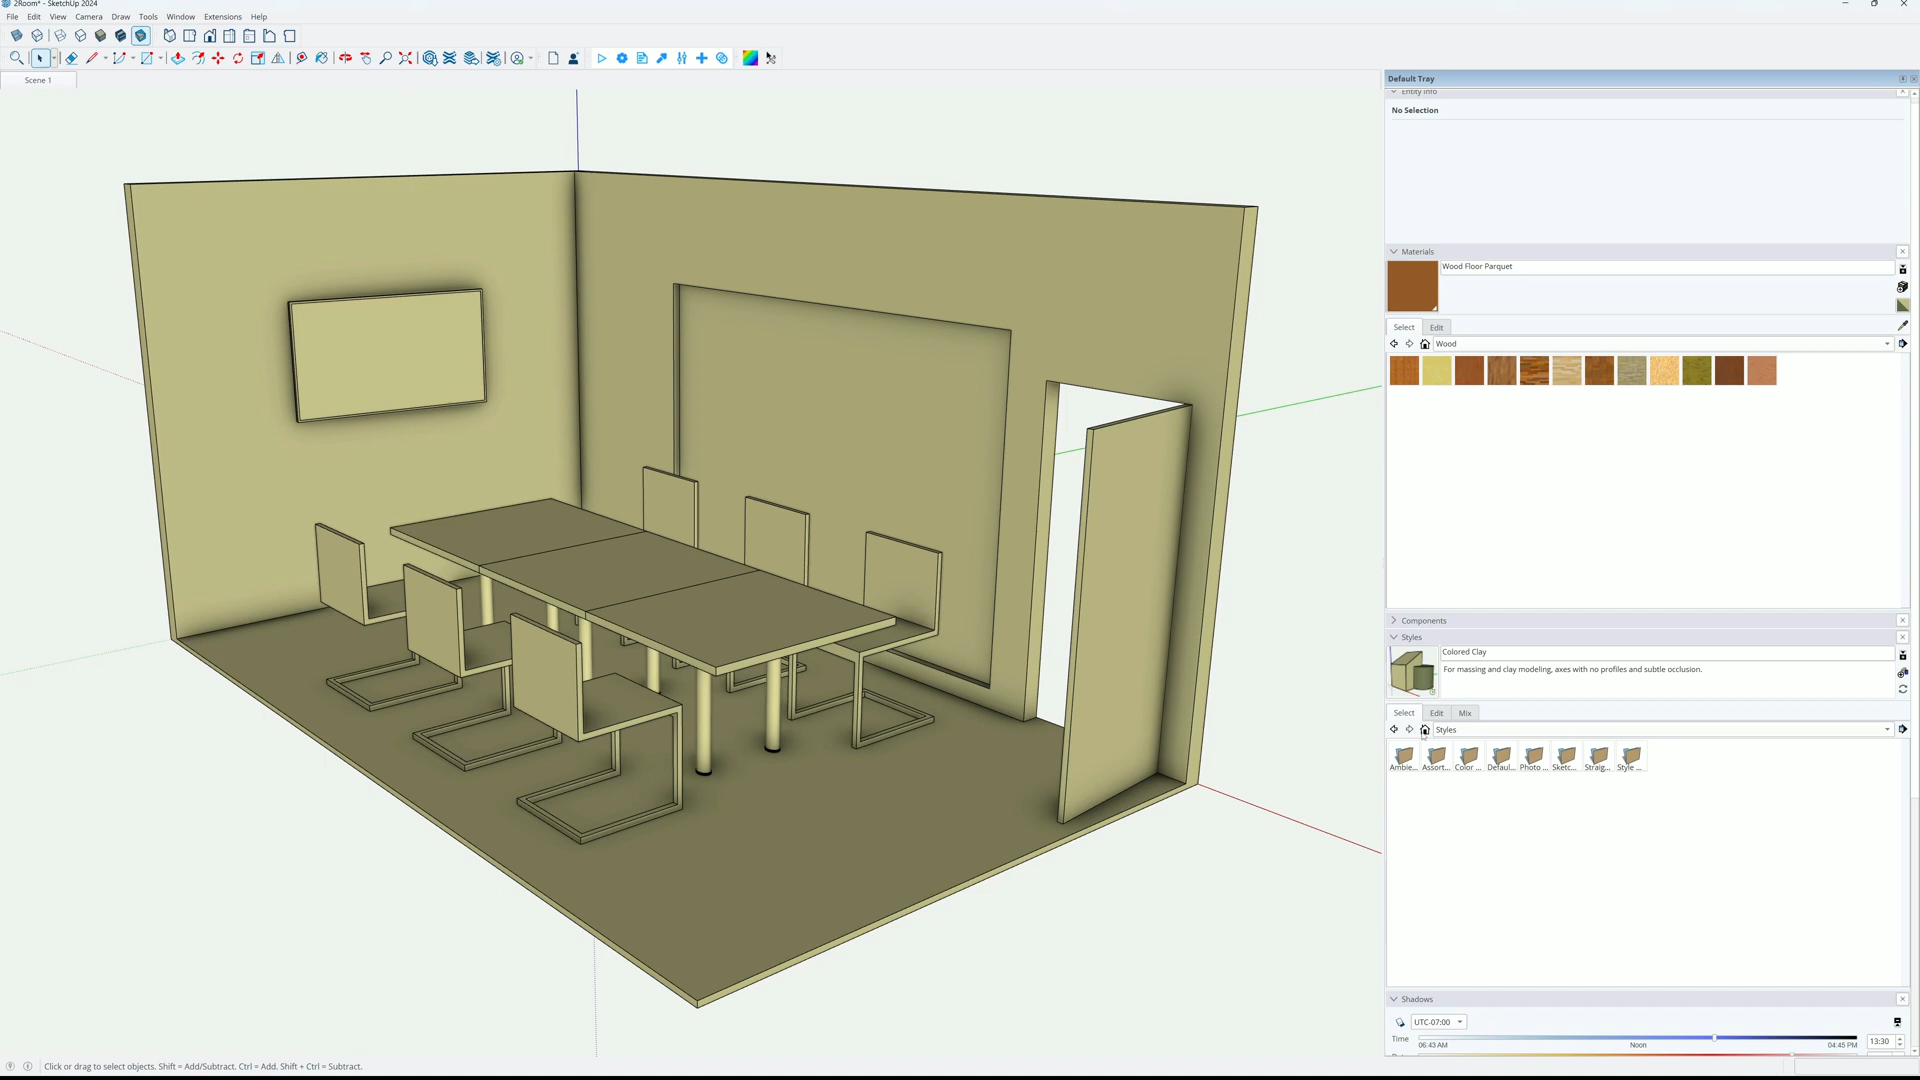 2Room* - SketchUp 2024
File Edit View Camera Draw Tools Window Extensions Help
Scene 1
Default Tray
Entity Info
No Selection
Materials
Wood Floor Parquet
Select Edit
Wood
Components
Styles
Colored Clay
For massing and clay modeling, axes with no profiles and subtle occlusion.
Select Edit Mix
Styles
Ambie... Assort... Color ... Defaul... Photo ... Sketc... Straig... Style ...
Shadows
UTC-07:00
Time 13:30
06:43 AM Noon 04:45 PM
Click or drag to select objects. Shift = Add/Subtract. Ctrl = Add. Shift + Ctrl = Subtract.